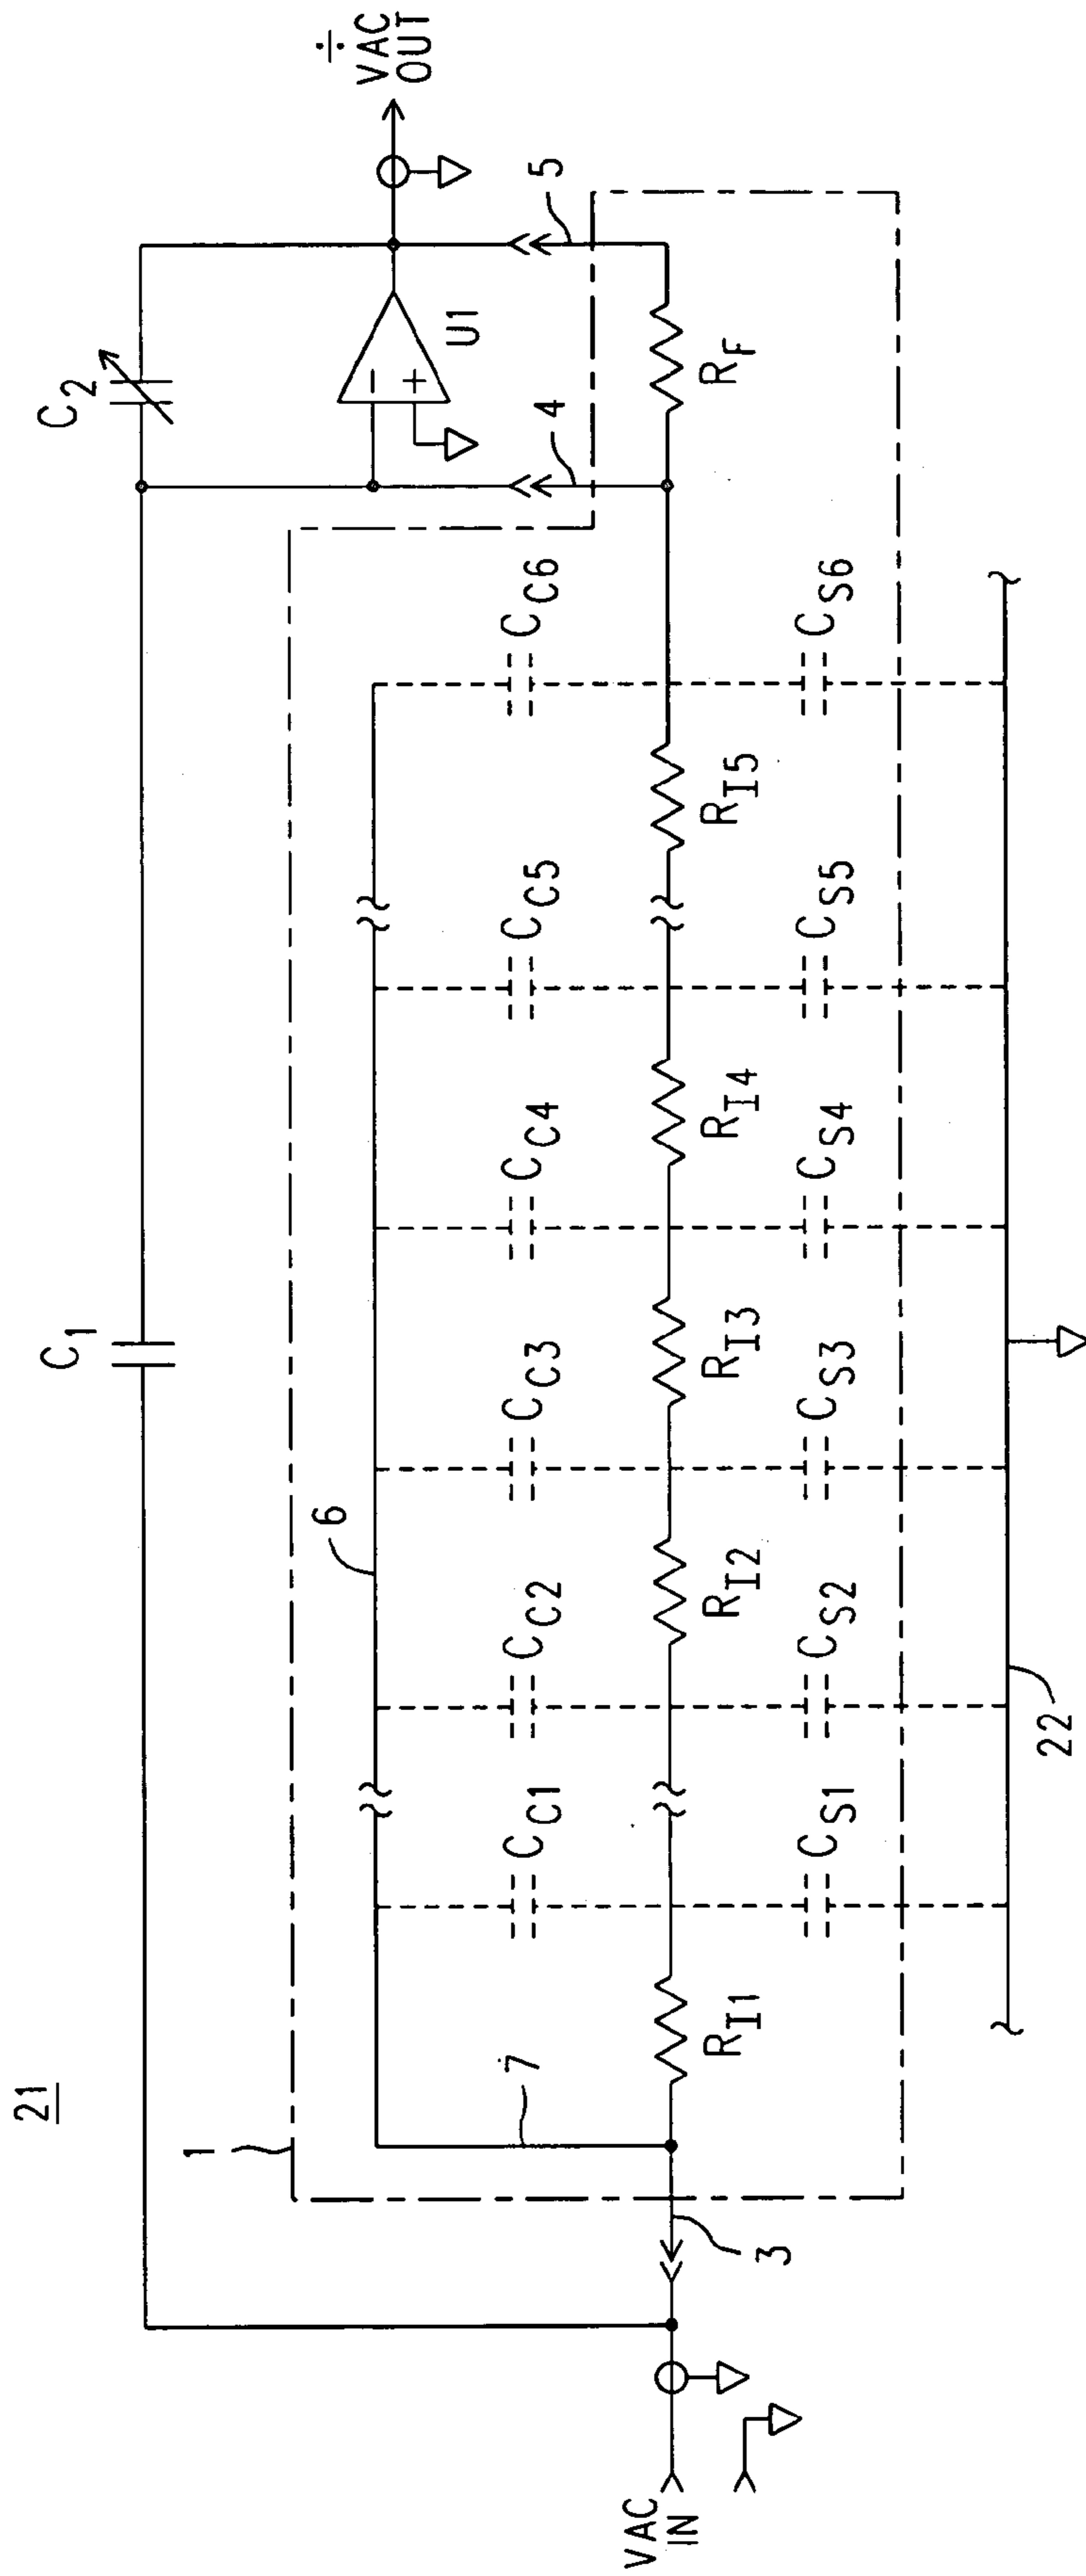 21
C1
C2
÷
VAC
OUT
1
6
7
U1
4
5
CC1
CC2
CC3
CC4
CC5
CC6
VAC
IN
3
RI1
RI2
RI3
RI4
RI5
RF
CS1
CS2
CS3
CS4
CS5
CS6
22